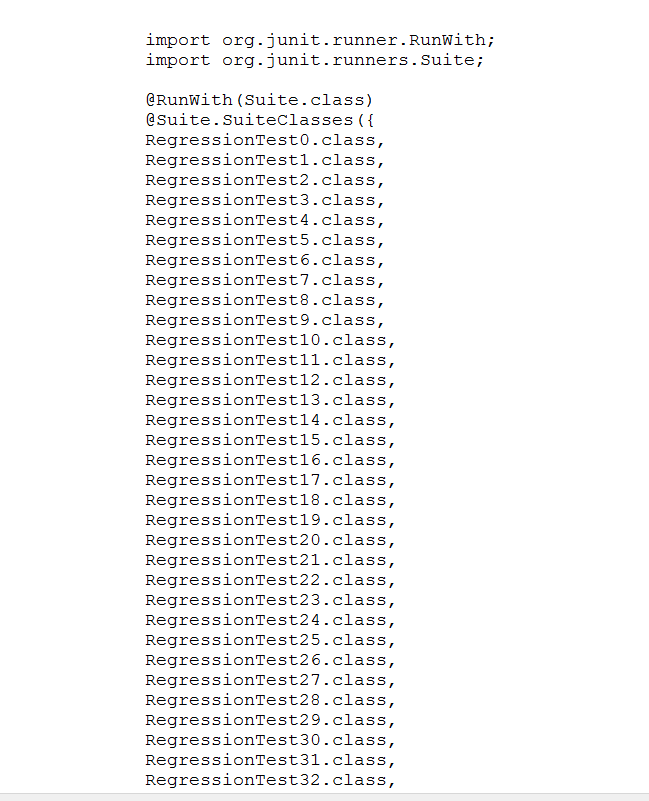 import org.junit.runner.RunWith;
import org.junit.runners.Suite;

@RunWith(Suite.class)
@Suite.SuiteClasses({
RegressionTest0.class,
RegressionTest1.class,
RegressionTest2.class,
RegressionTest3.class,
RegressionTest4.class,
RegressionTest5.class,
RegressionTest6.class,
RegressionTest7.class,
RegressionTest8.class,
RegressionTest9.class,
RegressionTest10.class,
RegressionTest11.class,
RegressionTest12.class,
RegressionTest13.class,
RegressionTest14.class,
RegressionTest15.class,
RegressionTest16.class,
RegressionTest17.class,
RegressionTest18.class,
RegressionTest19.class,
RegressionTest20.class,
RegressionTest21.class,
RegressionTest22.class,
RegressionTest23.class,
RegressionTest24.class,
RegressionTest25.class,
RegressionTest26.class,
RegressionTest27.class,
RegressionTest28.class,
RegressionTest29.class,
RegressionTest30.class,
RegressionTest31.class,
RegressionTest32.class,